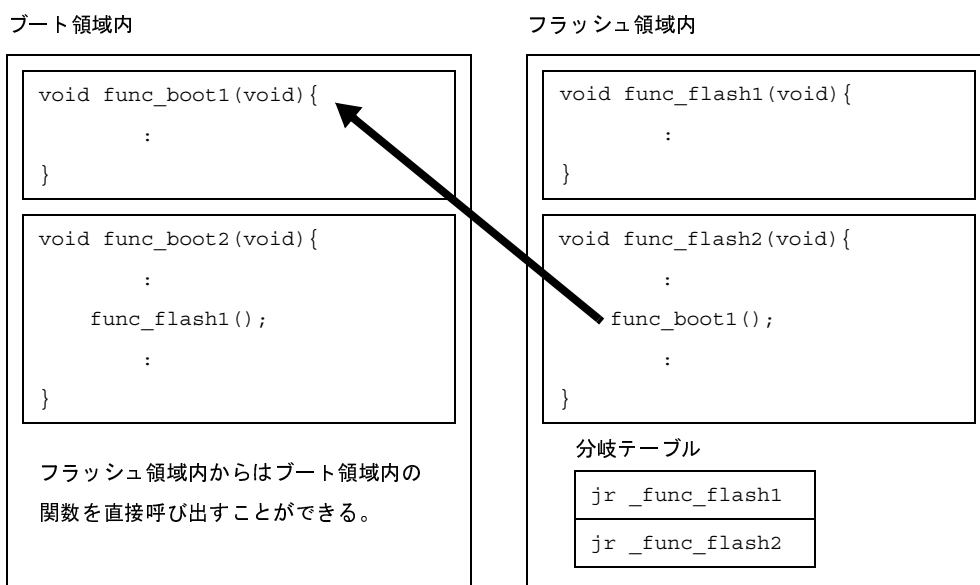 ブート領域内
void func_boot1(void){
:
}
void func_boot2(void){
:
func_flash1();
:
}
フラッシュ領域内からはブート領域内の
関数を直接呼び出すことができる。
フラッシュ領域内
void func_flash1(void){
:
}
void func_flash2(void){
:
func_boot1();
:
}
分岐テーブル
jr _func_flash1
jr _func_flash2